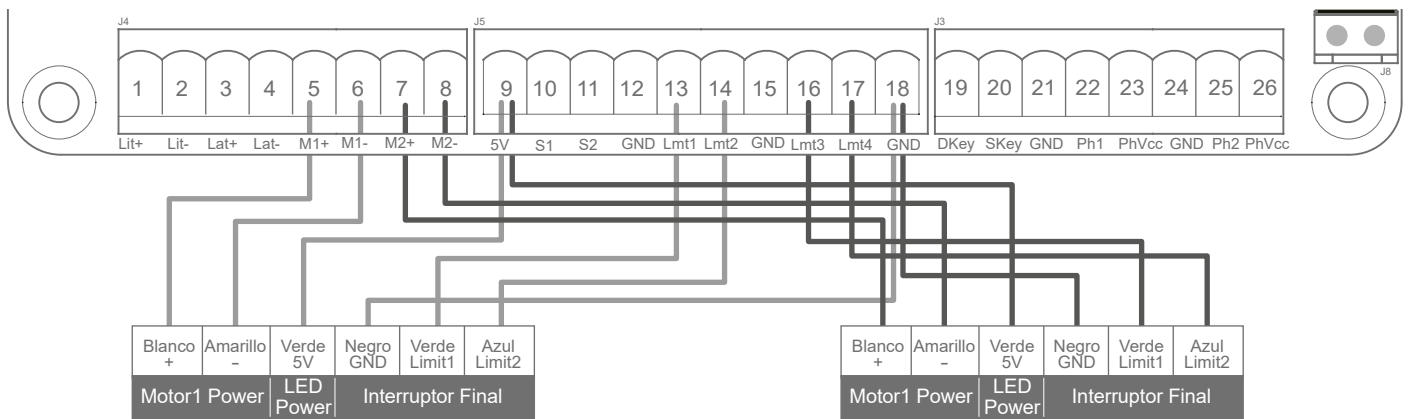 J4 J5 J3
1 2 3 4 5 6 7 8 9 10 11 12 13 14 15 16 17 18 19 20 21 22 23 24 25 26
J8
Lit+ Lit- Lat+ Lat- M1+ M1- M2+ M2- 5V S1 S2 GND Lmt1 Lmt2 GND Lmt3 Lmt4 GND DKey SKey GND Ph1 PhVcc GND Ph2 PhVcc
Blanco Amarillo Verde Negro Verde Azul
+ - 5V GND Limit1 Limit2
Motor1 Power LED Power Interruptor Final
Blanco Amarillo Verde Negro Verde Azul
+ - 5V GND Limit1 Limit2
Motor1 Power LED Power Interruptor Final